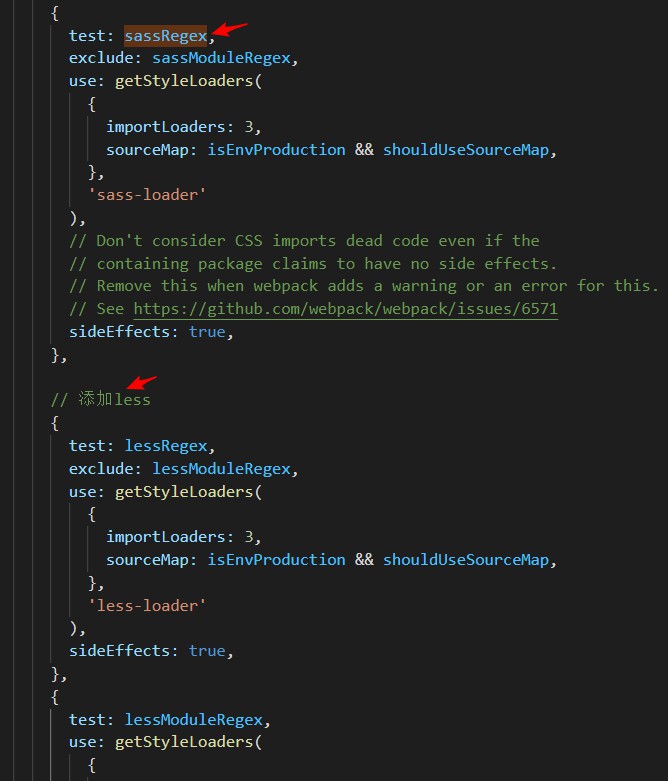 {
test: sassRegex,
exclude: sassModuleRegex,
use: getStyleLoaders(
{
importLoaders: 3,
sourceMap: isEnvProduction && shouldUseSourceMap,
},
'sass-loader'
),
// Don't consider CSS imports dead code even if the
// containing package claims to have no side effects.
// Remove this when webpack adds a warning or an error for this.
// See https://github.com/webpack/webpack/issues/6571
sideEffects: true,
},
// 添加less
{
test: lessRegex,
exclude: lessModuleRegex,
use: getStyleLoaders(
{
importLoaders: 3,
sourceMap: isEnvProduction && shouldUseSourceMap,
},
'less-loader'
),
sideEffects: true,
},
{
test: lessModuleRegex,
use: getStyleLoaders(
{